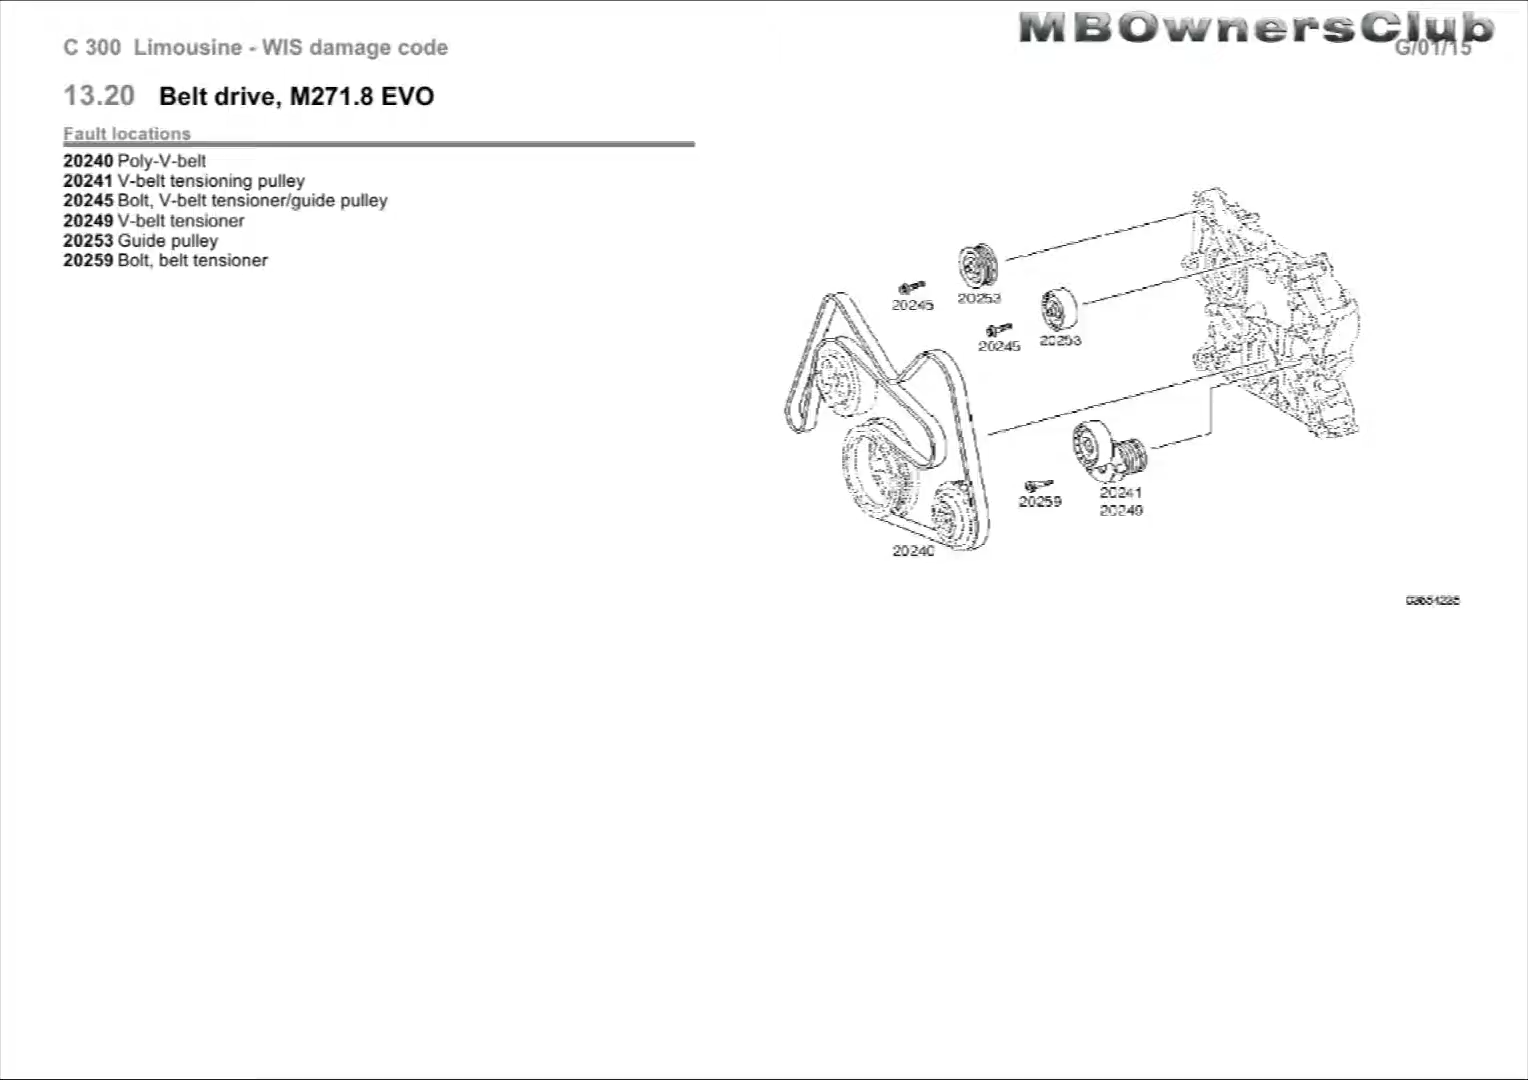 MBOwnersClub
C 300 Limousine - WIS damage code
G/01/15
13.20 Belt drive, M271.8 EVO
Fault locations
20240 Poly-V-belt
20241 V-belt tensioning pulley
20245 Bolt, V-belt tensioner/guide pulley
20249 V-belt tensioner
20253 Guide pulley
20259 Bolt, belt tensioner
20245
20253
20245
20253
20259
20241
20249
20240